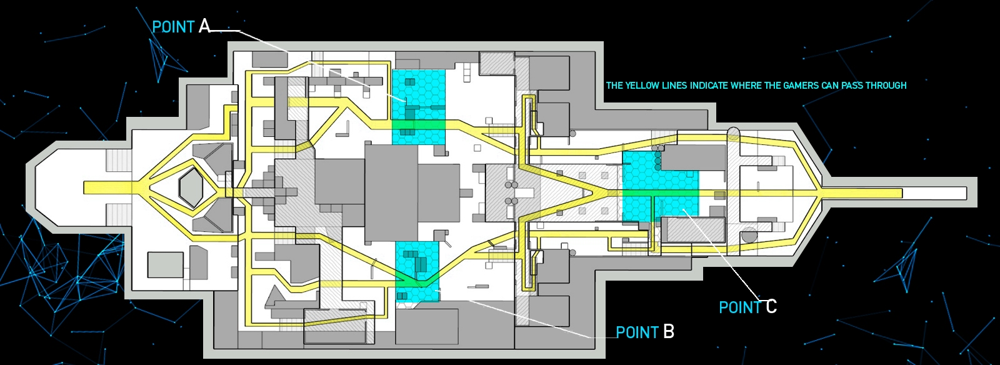 POINT A
THE YELLOW LINES INDICATE WHERE THE GAMERS CAN PASS THROUGH
POINT C
POINT B